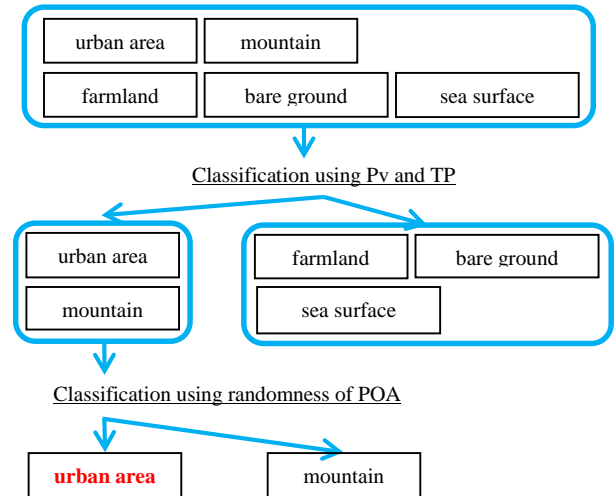 urban area mountain
farmland bare ground sea surface
Classification using Pv and TP
urban area farmland bare ground
mountain sea surface
Classification using randomness of POA
urban area mountain